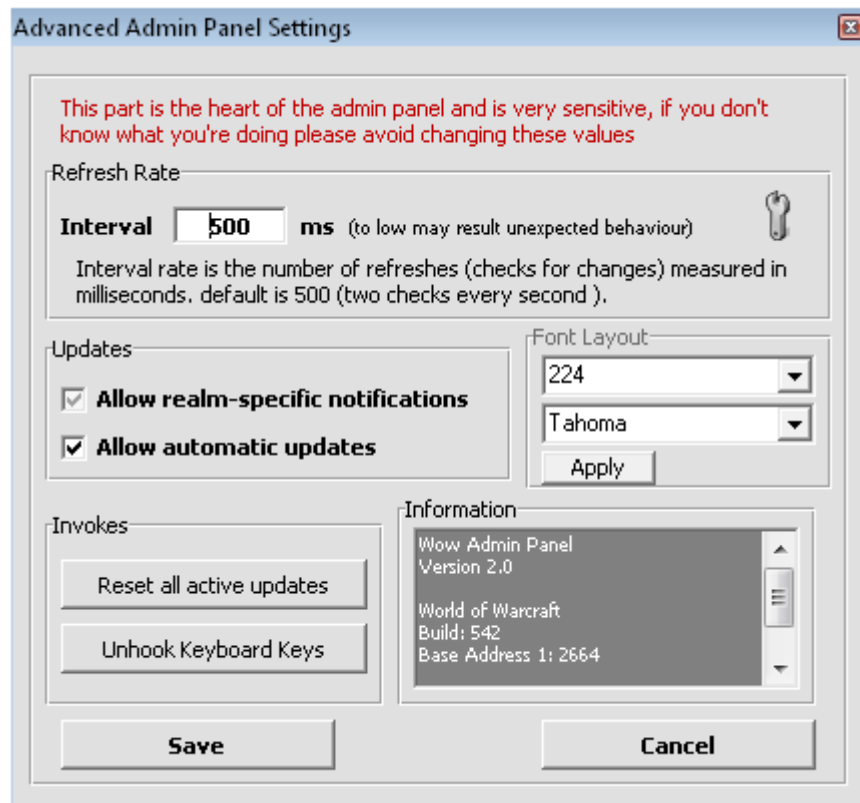 Advanced Admin Panel Settings
This part is the heart of the admin panel and is very sensitive, if you don't
know what you're doing please avoid changing these values
Refresh Rate
Interval 500 ms (to low may result unexpected behaviour)
Interval rate is the number of refreshes (checks for changes) measured in
milliseconds. default is 500 (two checks every second ).
Updates
Allow realm-specific notifications
Allow automatic updates
Font Layout
224
Tahoma
Apply
Invokes
Reset all active updates
Unhook Keyboard Keys
Information
Wow Admin Panel
Version 2.0
World of Warcraft
Build: 542
Base Address 1: 2664
Save
Cancel